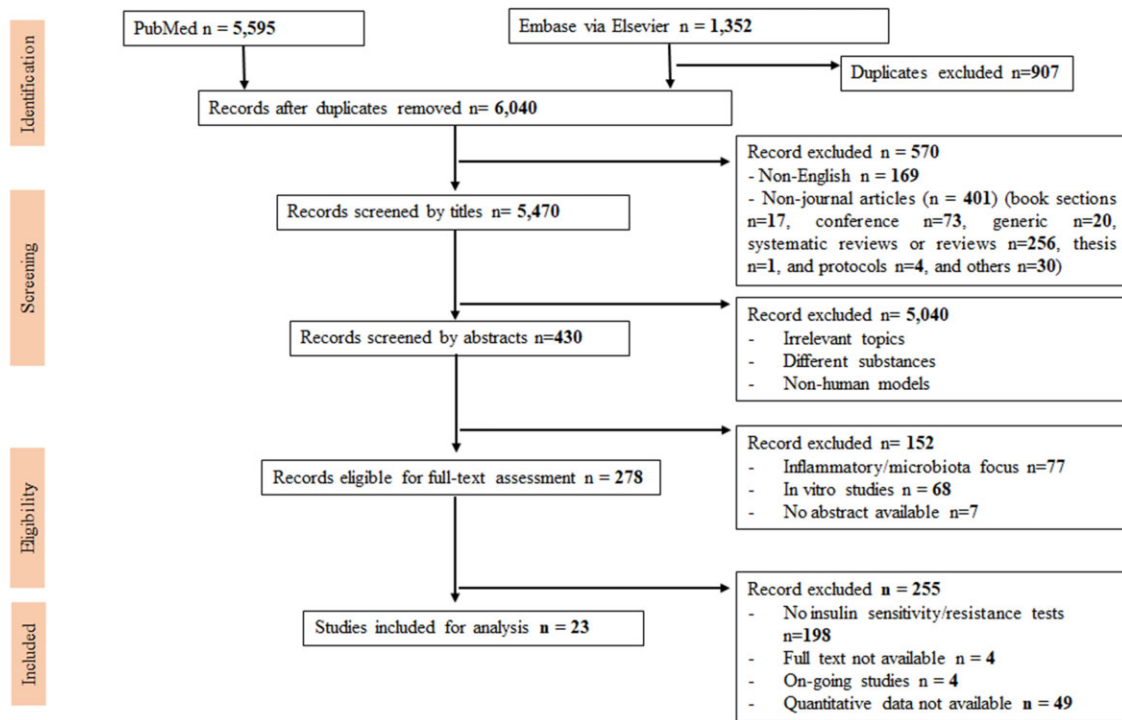 Identification
PubMed n = 5,595
Embase via Elsevier n = 1,352
Duplicates excluded n=907
Records after duplicates removed n= 6,040
Record excluded n = 570
- Non-English n = 169
- Non-journal articles (n = 401) (book sections
n=17, conference n=73, generic n=20,
systematic reviews or reviews n=256, thesis
n=1, and protocols n=4, and others n=30)
Screening
Records screened by titles n= 5,470
Record excluded n= 5,040
- Irrelevant topics
- Different substances
- Non-human models
Records screened by abstracts n=430
Record excluded n= 152
- Inflammatory/microbiota focus n=77
- In vitro studies n = 68
- No abstract available n=7
Eligibility
Records eligible for full-text assessment n = 278
Record excluded n = 255
- No insulin sensitivity/resistance tests
n=198
- Full text not available n = 4
- On-going studies n = 4
- Quantitative data not available n = 49
Included
Studies included for analysis n = 23